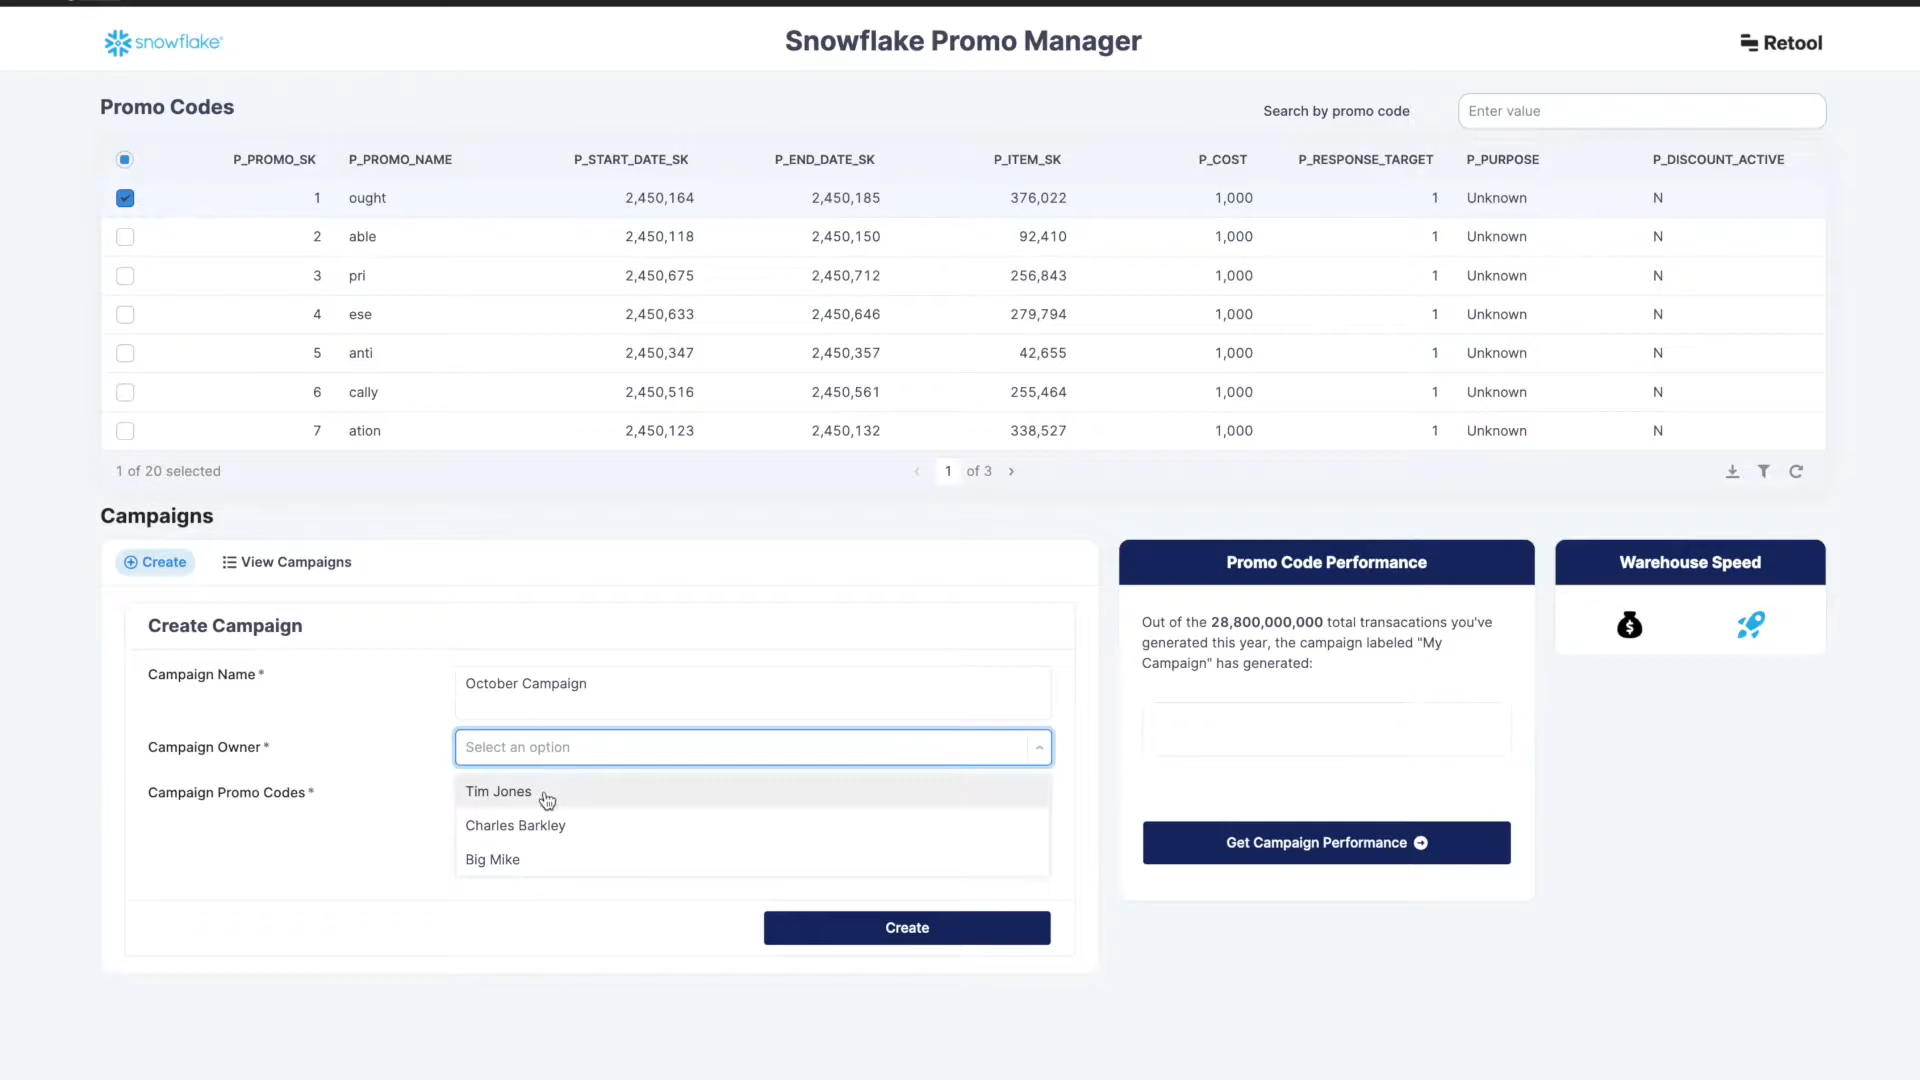 snowflake
Snowflake Promo Manager
Retool
Promo Codes
Search by promo code
Enter value
P_PROMO_SK P_PROMO_NAME P_START_DATE_SK P_END_DATE_SK P_ITEM_SK P_COST P_RESPONSE_TARGET P_PURPOSE P_DISCOUNT_ACTIVE
1 ought 2,450,164 2,450,185 376,022 1,000 1 Unknown N
2 able 2,450,118 2,450,150 92,410 1,000 1 Unknown N
3 pri 2,450,675 2,450,712 256,843 1,000 1 Unknown N
4 ese 2,450,633 2,450,646 279,794 1,000 1 Unknown N
5 anti 2,450,347 2,450,357 42,655 1,000 1 Unknown N
6 cally 2,450,516 2,450,561 255,464 1,000 1 Unknown N
7 ation 2,450,123 2,450,132 338,527 1,000 1 Unknown N
1 of 20 selected
1 of 3
Campaigns
Create
View Campaigns
Create Campaign
Campaign Name *
October Campaign
Campaign Owner *
Select an option
Campaign Promo Codes *
Tim Jones
Charles Barkley
Big Mike
Create
Promo Code Performance
Out of the 28,800,000,000 total transacations you've
generated this year, the campaign labeled "My
Campaign" has generated:
Get Campaign Performance
Warehouse Speed